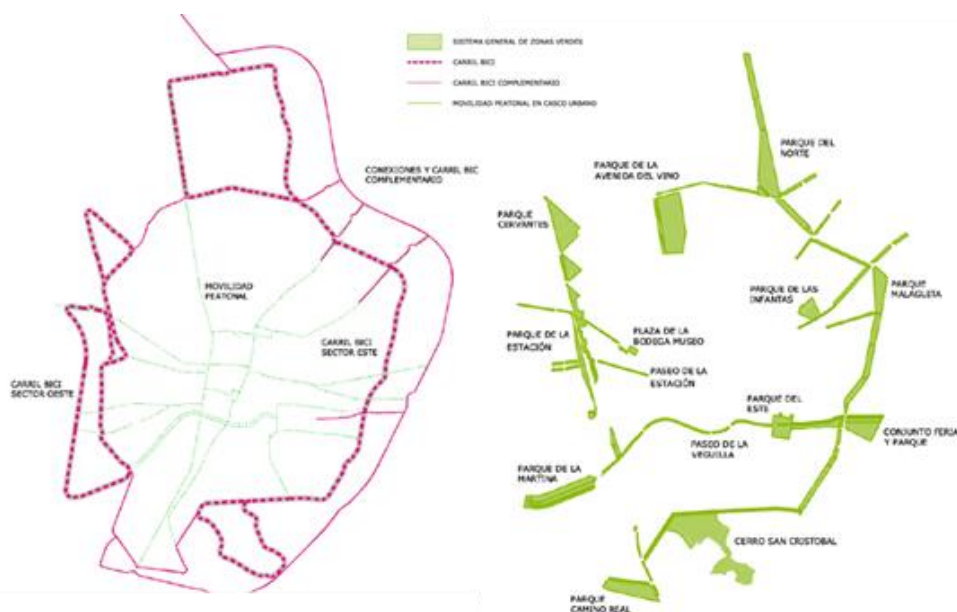 SISTEMA GENERAL DE ZONAS VERDES
CARRIL BICI
CARRIL BICI COMPLEMENTARIO
MOVILIDAD PEATONAL EN CASCO URBANO
CONEXIONES Y CARRIL BIC
COMPLEMENTARIO
MOVILIDAD
PEATONAL
CARRIL BICI
SECTOR ESTE
CARRIL BICI
SECTOR OESTE
PARQUE DEL
NORTE
PARQUE DE LA
AVENIDA DEL VINO
PARQUE
CERVANTES
PARQUE DE LAS
INFANTAS
PARQUE
MALAGUETA
PARQUE DE LA
ESTACIÓN
PLAZA DE LA
BODEGA MUSEO
PASEO DE LA
ESTACIÓN
PARQUE DEL
ESTE
CONJUNTO FERIA
Y PARQUE
PASEO DE LA
VEGUILLA
PARQUE DE LA
MARTINA
CERRO SAN CRISTOBAL
PARQUE
CAMINO REAL